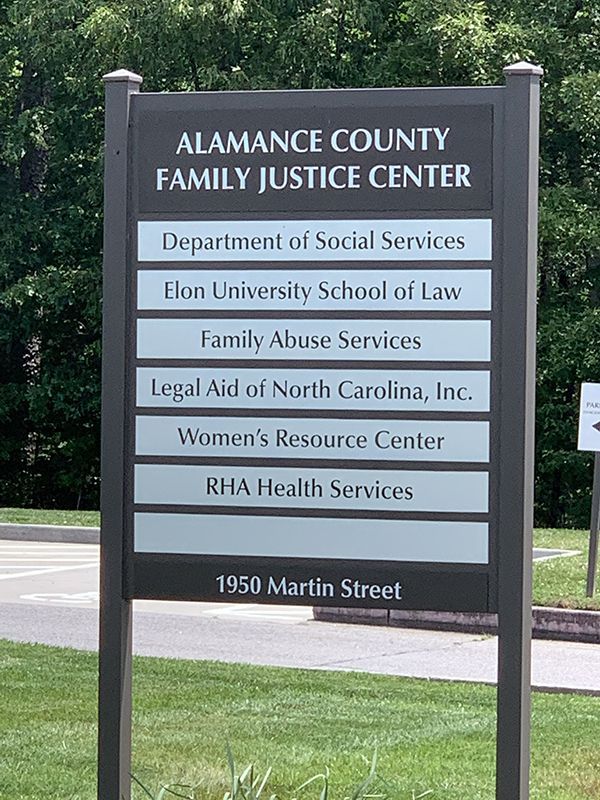 ALAMANCE COUNTY
FAMILY JUSTICE CENTER
Department of Social Services
Elon University School of Law
Family Abuse Services
Legal Aid of North Carolina, Inc.
Women's Resource Center
RHA Health Services
1950 Martin Street